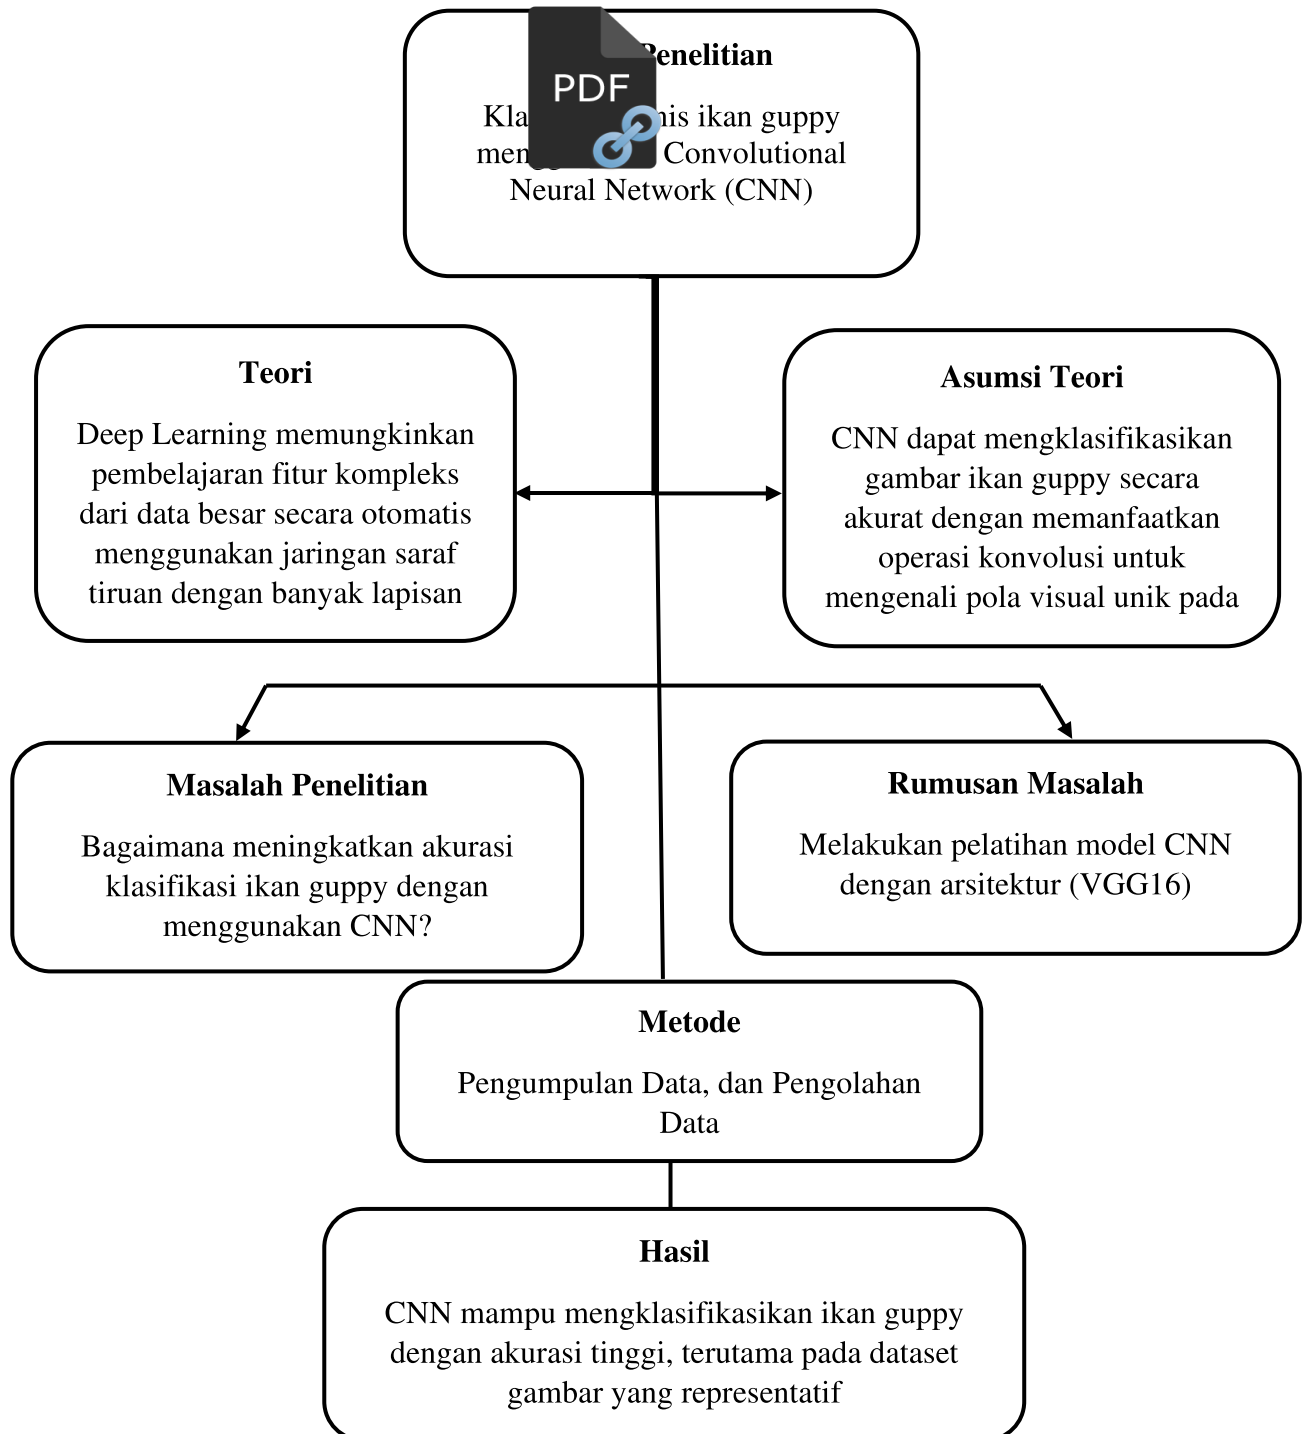 PDF
Penelitian
ikan guppy
Convolutional
Neural Network (CNN)
Teori
Deep Learning memungkinkan
pembelajaran fitur kompleks
dari data besar secara otomatis
menggunakan jaringan saraf
tiruan dengan banyak lapisan
Asumsi Teori
CNN dapat mengklasifikasikan
gambar ikan guppy secara
akurat dengan memanfaatkan
operasi konvolusi untuk
mengenali pola visual unik pada
Masalah Penelitian
Bagaimana meningkatkan akurasi
klasifikasi ikan guppy dengan
menggunakan CNN?
Rumusan Masalah
Melakukan pelatihan model CNN
dengan arsitektur (VGG16)
Metode
Pengumpulan Data, dan Pengolahan
Data
Hasil
CNN mampu mengklasifikasikan ikan guppy
dengan akurasi tinggi, terutama pada dataset
gambar yang representatif